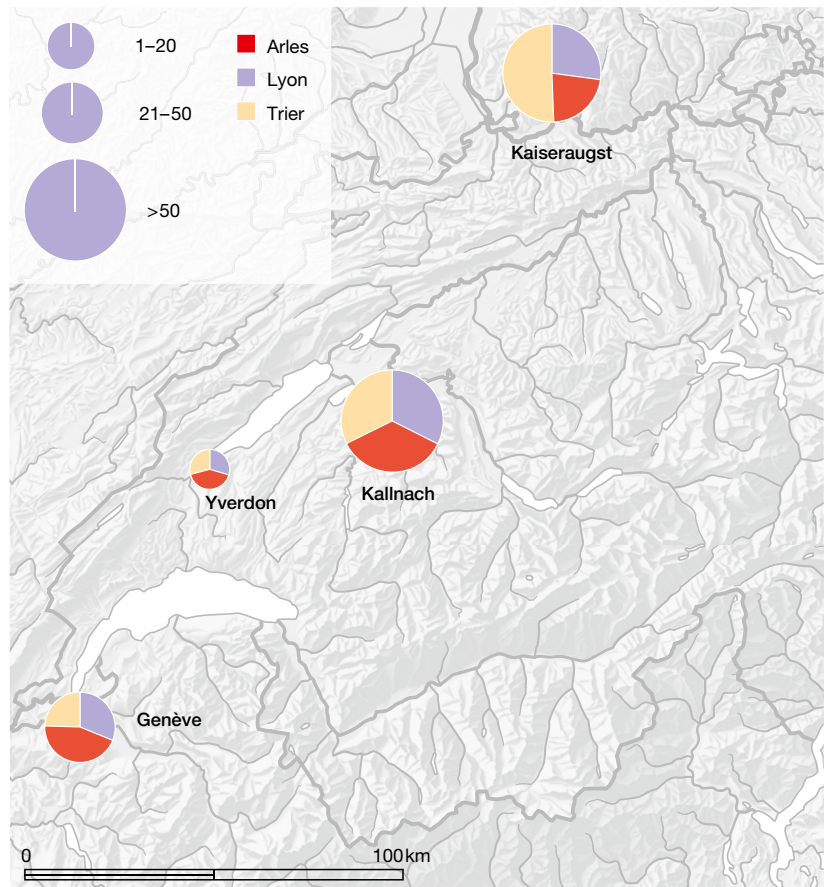 1–20
21–50
>50
Arles
Lyon
Trier
Kaiseraugst
Kallnach
Yverdon
Genève
0
100 km